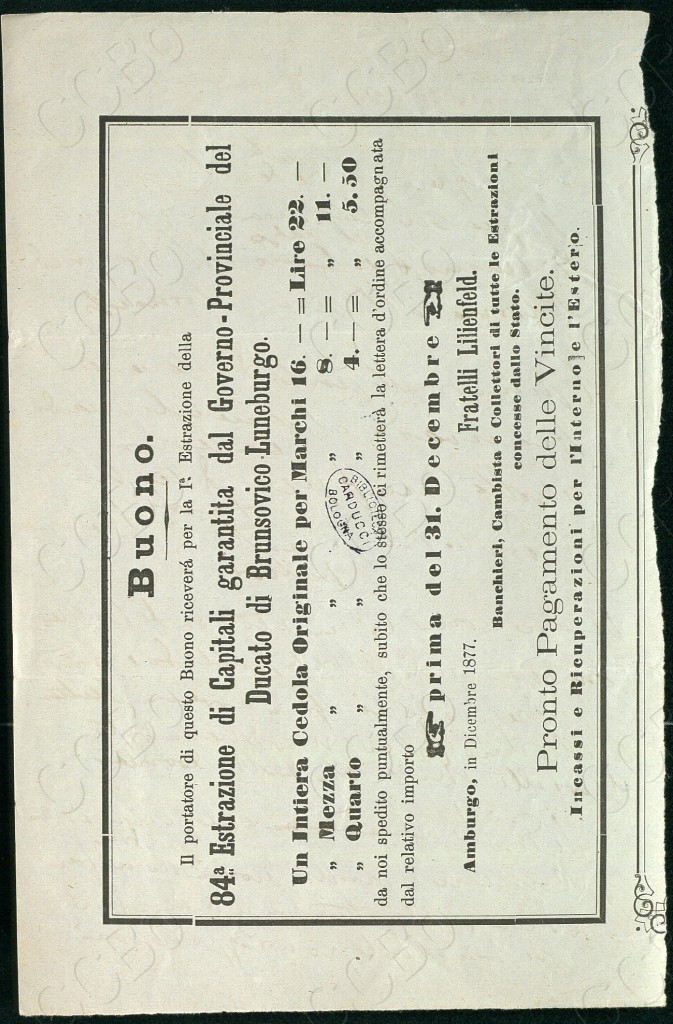 Buono.
Il portatore di questo Buono riceverá per la Iª Estrazione della
84ª Estrazione di Capitali garantita dal Governo-Provinciale del
Ducato di Brunsovico-Luneburgo.
Un Intiera Cedola Originale per Marchi 16. — = Lire 22. —
„ Mezza „ „ „ 8. — = „ 11. —
„ Quarto „ „ „ 4. — = „ 5.50
da noi spedito puntualmente, subito che lo stesso ci rimetterà la lettera d'ordine accompagnata
dal relativo importo
☛ prima del 31. Decembre ☚
Amburgo, in Dicembre 1877.
Fratelli Lilienfeld.
Banchieri, Cambista e Collettori di tutte le Estrazioni
concesse dallo Stato.
Pronto Pagamento delle Vincite.
Incassi e Ricuperazioni per l'Interno e l'Estero.
BIBLIOTECA
CARDUCCI
BOLOGNA